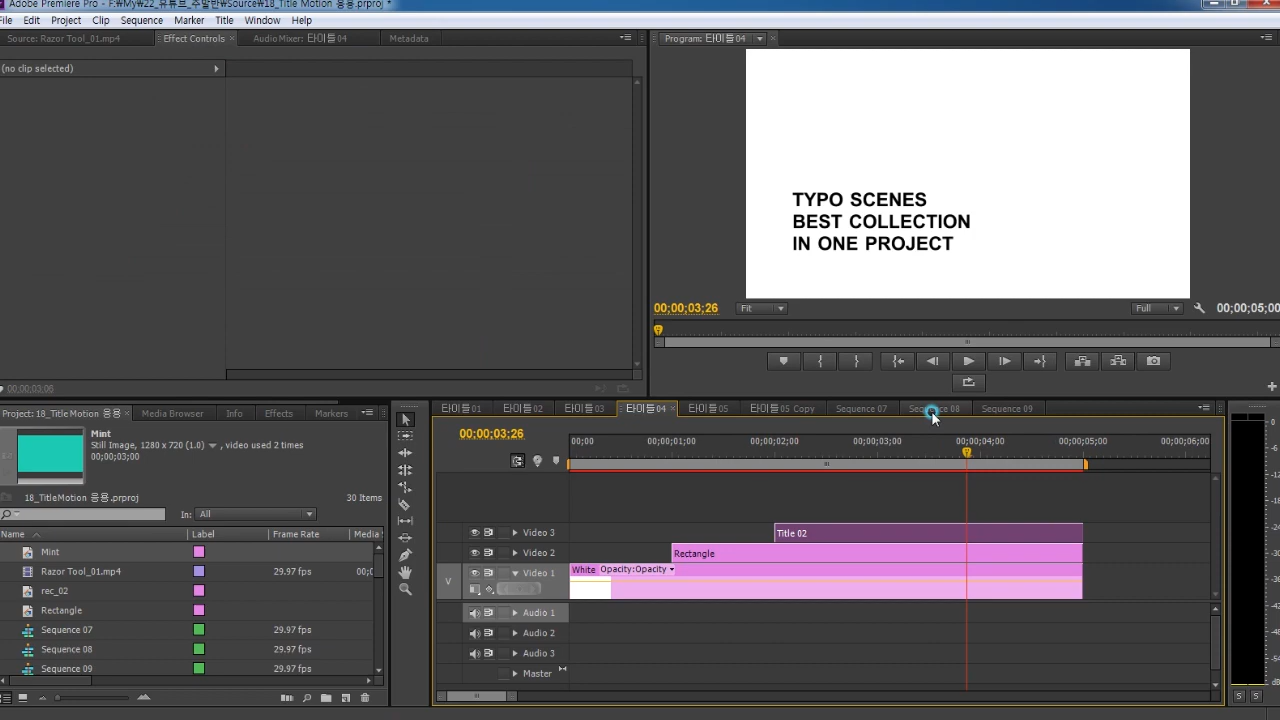 Adobe Premiere Pro - F:₩My₩22_유튜브_주말반₩Source₩18_Title Motion 응용.prproj *
File Edit Project Clip Sequence Marker Title Window Help
Source: Razor Tool_01.mp4 Effect Controls Audio Mixer: 타이틀04 Metadata
Program: 타이틀04
(no clip selected)
TYPO SCENES
BEST COLLECTION
IN ONE PROJECT
00;00;03;26 Fit Full 00;00;05;00
00;00;03;06
Project: 18_TitleMotion 응용 Media Browser Info Effects Markers
타이틀01 타이틀02 타이틀03 타이틀04 타이틀05 타이틀05 Copy Sequence 07 Sequence 08 Sequence 09
Mint
Still Image, 1280 x 720 (1.0) , video used 2 times
00;00;03;00
00;00;03;26
00;00 00;00;01;00 00;00;02;00 00;00;03;00 00;00;04;00 00;00;05;00 00;00;06;00
18_TitleMotion 응용.prproj 30 Items
In: All
Name Label Frame Rate Media
Mint
Razor Tool_01.mp4 29.97 fps 00;0
rec_02
Rectangle
Sequence 07 29.97 fps
Sequence 08 29.97 fps
Sequence 09 29.97 fps
Video 3 Title 02
Video 2 Rectangle
V Video 1 White Opacity:Opacity
Audio 1
Audio 2
Audio 3
Master
S S